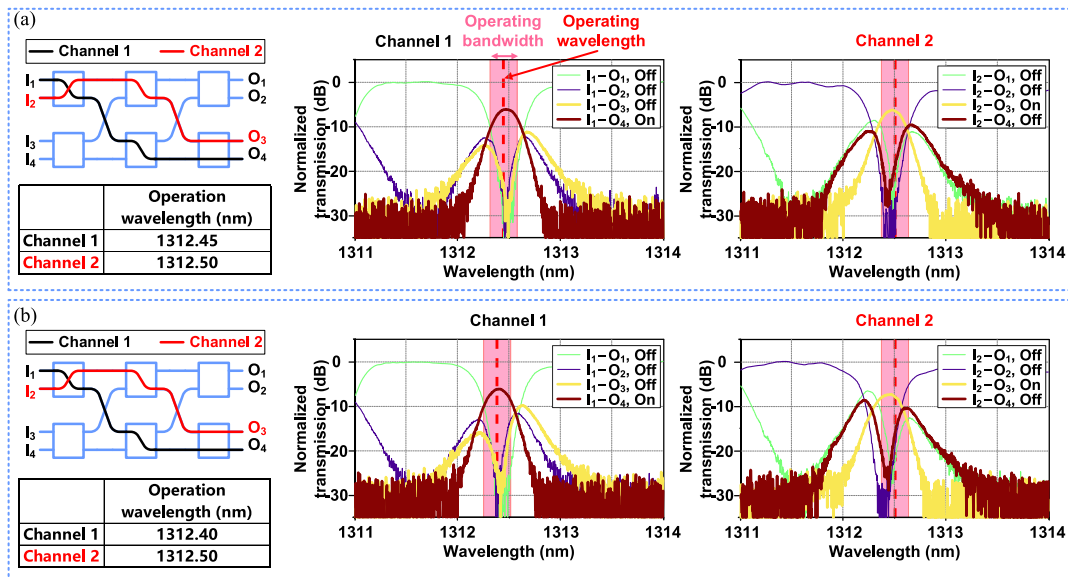 (a)
Channel 1 Channel 2
I1
I2
I3
I4
O1
O2
O3
O4
Operation
wavelength (nm)
Channel 1 1312.45
Channel 2 1312.50
Channel 1
Operating
bandwidth
Operating
wavelength
I1–O1, Off
I1–O2, Off
I1–O3, Off
I1–O4, On
Normalized
transmission (dB)
0
-10
-20
-30
1311 1312 1313 1314
Wavelength (nm)
Channel 2
I2–O1, Off
I2–O2, Off
I2–O3, On
I2–O4, Off
Normalized
transmission (dB)
0
-10
-20
-30
1311 1312 1313 1314
Wavelength (nm)
(b)
Channel 1 Channel 2
I1
I2
I3
I4
O1
O2
O3
O4
Operation
wavelength (nm)
Channel 1 1312.40
Channel 2 1312.50
Channel 1
I1–O1, Off
I1–O2, Off
I1–O3, Off
I1–O4, On
Normalized
transmission (dB)
0
-10
-20
-30
1311 1312 1313 1314
Wavelength (nm)
Channel 2
I2–O1, Off
I2–O2, Off
I2–O3, On
I2–O4, Off
Normalized
transmission (dB)
0
-10
-20
-30
1311 1312 1313 1314
Wavelength (nm)